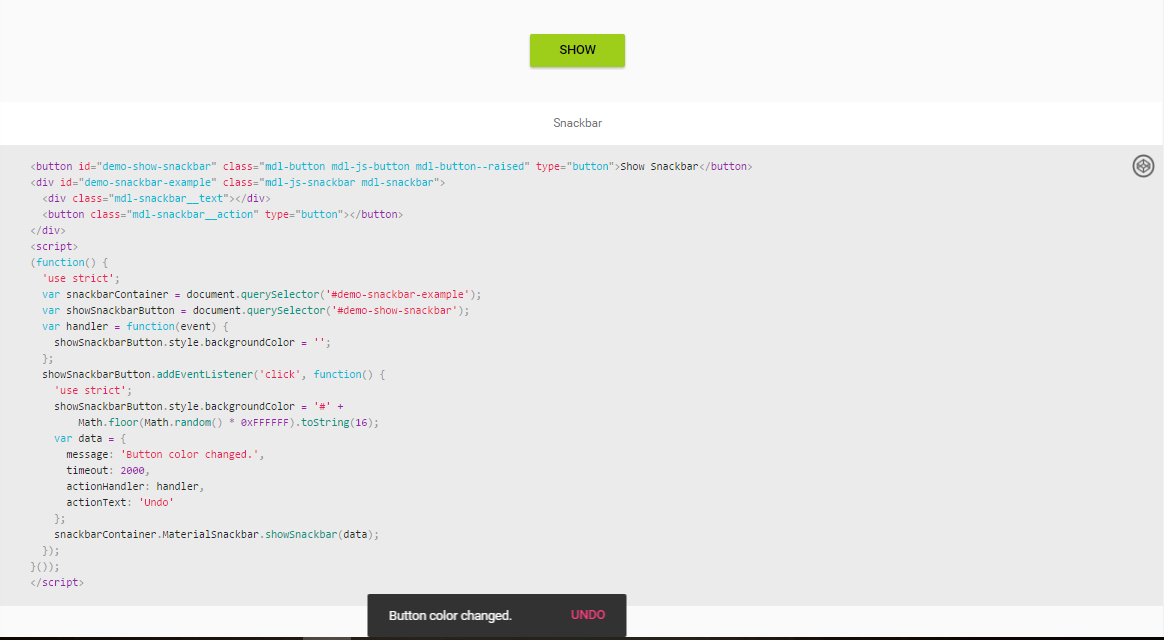 SHOW
Snackbar
<button id="demo-show-snackbar" class="mdl-button mdl-js-button mdl-button--raised" type="button">Show Snackbar</button>
<div id="demo-snackbar-example" class="mdl-js-snackbar mdl-snackbar">
  <div class="mdl-snackbar__text"></div>
  <button class="mdl-snackbar__action" type="button"></button>
</div>
<script>
(function() {
  'use strict';
  var snackbarContainer = document.querySelector('#demo-snackbar-example');
  var showSnackbarButton = document.querySelector('#demo-show-snackbar');
  var handler = function(event) {
    showSnackbarButton.style.backgroundColor = '';
  };
  showSnackbarButton.addEventListener('click', function() {
    'use strict';
    showSnackbarButton.style.backgroundColor = '#' +
        Math.floor(Math.random() * 0xFFFFFF).toString(16);
    var data = {
      message: 'Button color changed.',
      timeout: 2000,
      actionHandler: handler,
      actionText: 'Undo'
    };
    snackbarContainer.MaterialSnackbar.showSnackbar(data);
  });
}());
</script>
Button color changed. UNDO